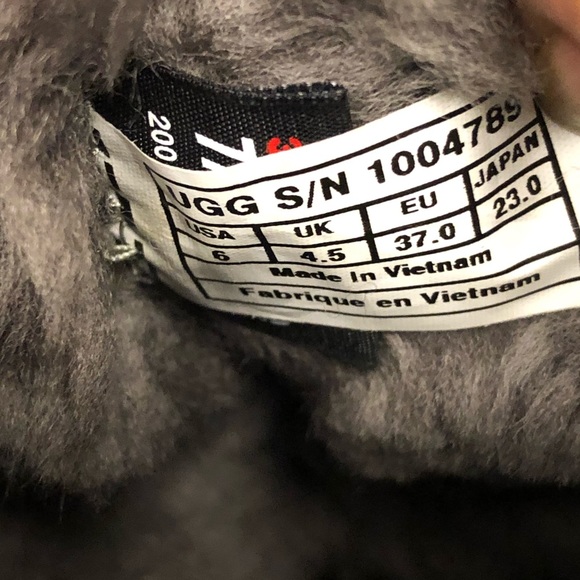 200
UGG S/N 1004789
USA UK EU JAPAN
6 4.5 37.0 23.0
Made In Vietnam
Fabrique en Vietnam